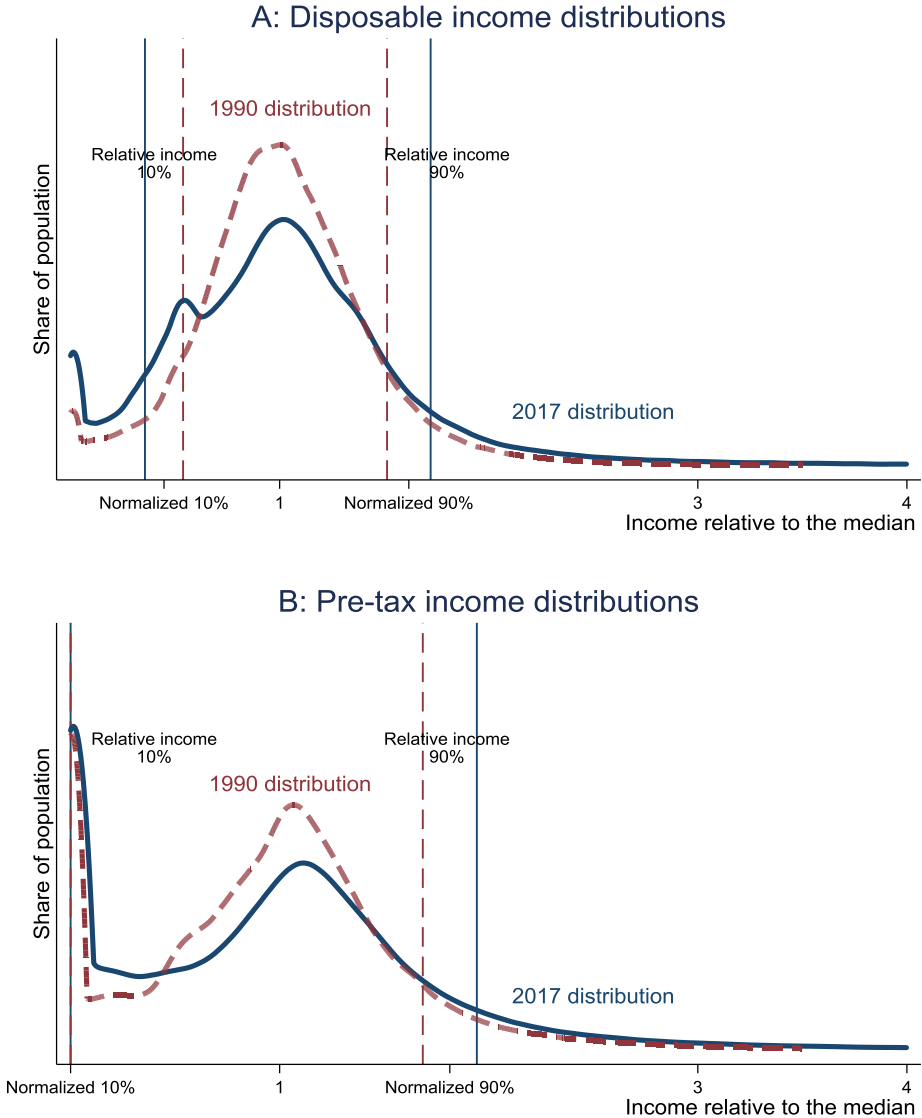 A: Disposable income distributions
1990 distribution
Relative income
10%
Relative income
90%
Share of population
2017 distribution
Normalized 10%
1
Normalized 90%
3
4
Income relative to the median
B: Pre-tax income distributions
Relative income
10%
Relative income
90%
1990 distribution
Share of population
2017 distribution
Normalized 10%
1
Normalized 90%
3
4
Income relative to the median